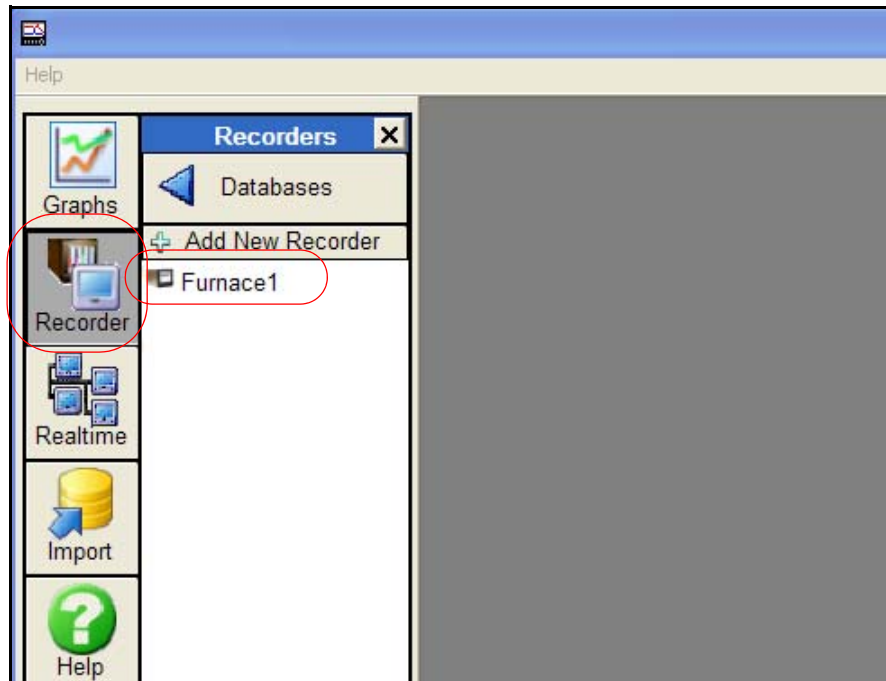 Help
Graphs
Recorder
Realtime
Import
Help
Recorders
Databases
Add New Recorder
Furnace1